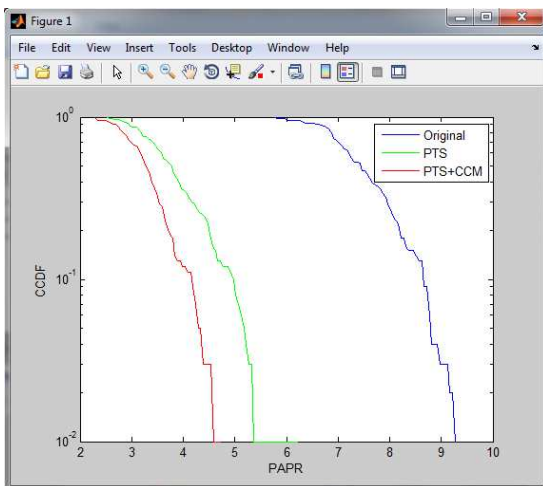 Figure 1
File Edit View Insert Tools Desktop Window Help
10^0
10^-1
10^-2
CCDF
Original
PTS
PTS+CCM
2 3 4 5 6 7 8 9 10
PAPR